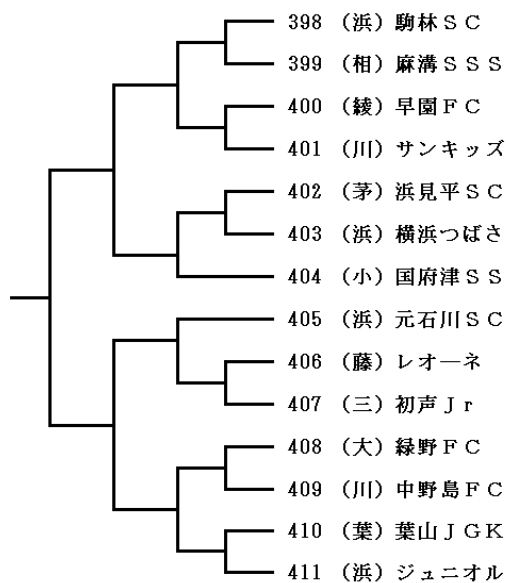 398 （浜）駒林ＳＣ
399 （相）麻溝ＳＳＳ
400 （綾）早園ＦＣ
401 （川）サンキッズ
402 （茅）浜見平ＳＣ
403 （浜）横浜つばさ
404 （小）国府津ＳＳ
405 （浜）元石川ＳＣ
406 （藤）レオーネ
407 （三）初声Ｊｒ
408 （大）緑野ＦＣ
409 （川）中野島ＦＣ
410 （葉）葉山ＪＧＫ
411 （浜）ジュニオル